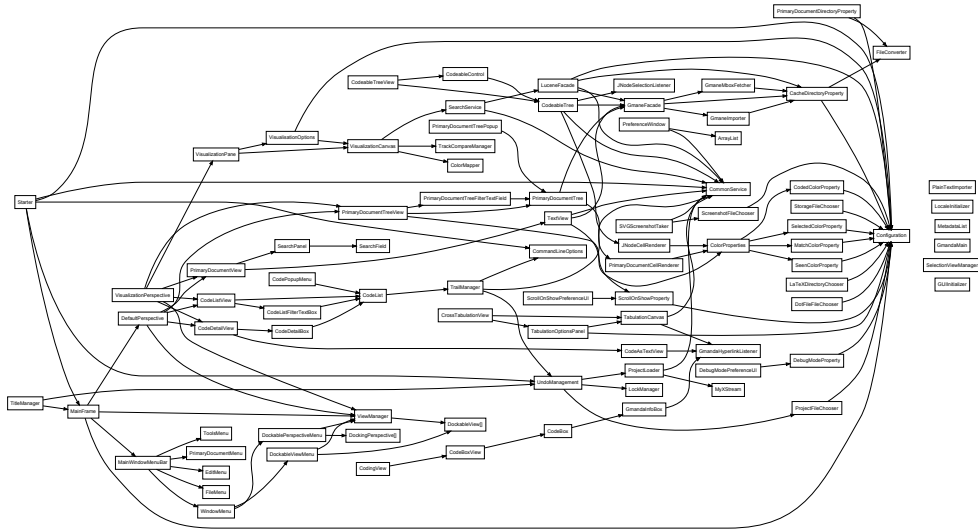 PrimaryDocumentDirectoryProperty
FileConverter
CodeableTreeView
CodeableControl
LuceneFacade
JNodeSelectionListener
GmaneMboxFetcher
CacheDirectoryProperty
CodeableTree
GmaneFacade
SearchService
GmaneImporter
PreferenceWindow
ArrayList
PrimaryDocumentTreePopup
VisualisationOptions
VisualizationCanvas
TrackCompareManager
VisualizationPane
ColorMapper
Starter
CommonService
CodedColorProperty
PlainTextImporter
PrimaryDocumentTreeFilterTextField
PrimaryDocumentTree
StorageFileChooser
LocaleInitializer
PrimaryDocumentTreeView
TextView
ScreenshotFileChooser
MetadataList
SVGScreenshotTaker
SelectedColorProperty
Configuration
GmandaMain
SearchPanel
SearchField
CommandLineOptions
JNodeCellRenderer
ColorProperties
MatchColorProperty
PrimaryDocumentView
PrimaryDocumentCellRenderer
SeenColorProperty
SelectionViewManager
CodePopupMenu
TrailManager
LaTeXDirectoryChooser
GUIInitializer
VisualizationPerspective
CodeListView
CodeList
ScrollOnShowPreferenceUI
ScrollOnShowProperty
DotFileFileChooser
CodeListFilterTextBox
DefaultPerspective
CrossTabulationView
TabulationCanvas
CodeDetailView
CodeDetailBox
TabulationOptionsPanel
CodeAsTextView
GmandaHyperlinkListener
DebugModeProperty
ProjectLoader
DebugModePreferenceUI
UndoManagement
LockManager
MyXStream
TitleManager
MainFrame
ViewManager
GmandaInfoBox
ProjectFileChooser
DockableView[]
ToolsMenu
DockablePerspectiveMenu
DockingPerspective[]
CodeBox
PrimaryDocumentMenu
DockableViewMenu
CodeBoxView
MainWindowMenuBar
EditMenu
CodingView
FileMenu
WindowMenu